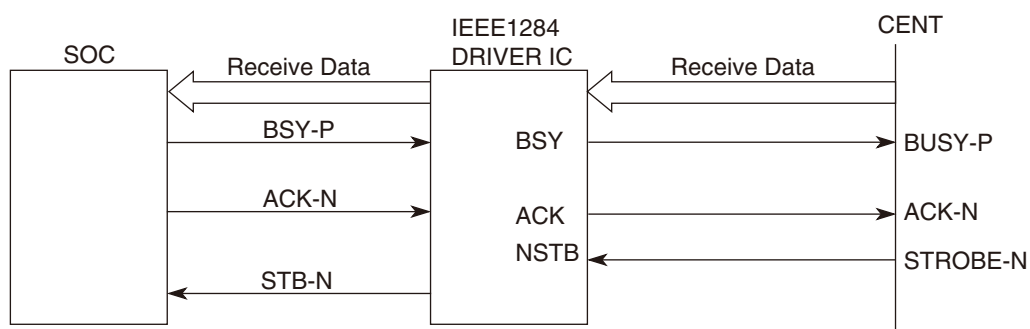 CENT
IEEE1284
SOC
DRIVER IC
Receive Data
Receive Data
BSY-P
BSY
BUSY-P
ACK-N
ACK
ACK-N
NSTB
STROBE-N
STB-N